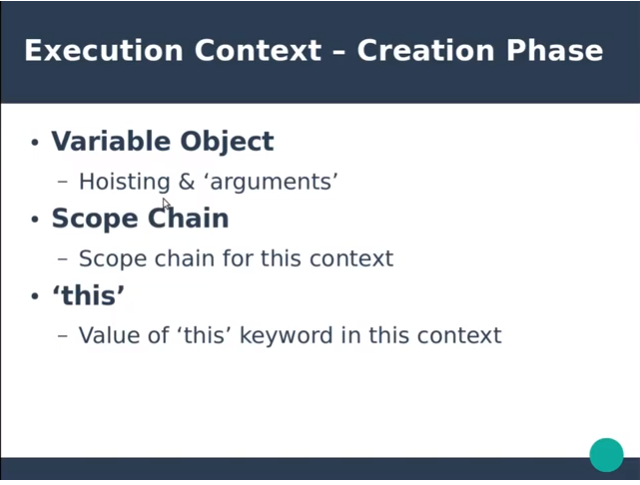 Execution Context – Creation Phase
• Variable Object
– Hoisting & ‘arguments’
• Scope Chain
– Scope chain for this context
• ‘this’
– Value of ‘this’ keyword in this context